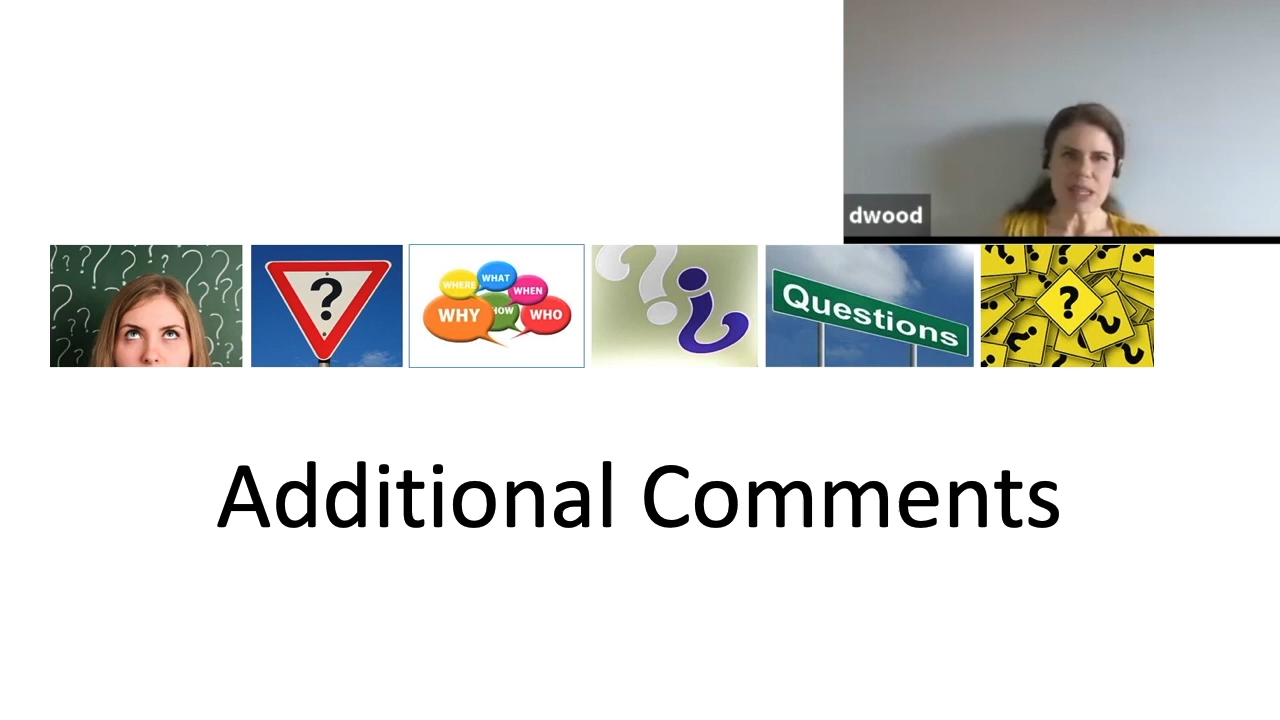 dwood
WHERE
WHAT
WHEN
WHY
HOW
WHO
Questions
Additional Comments